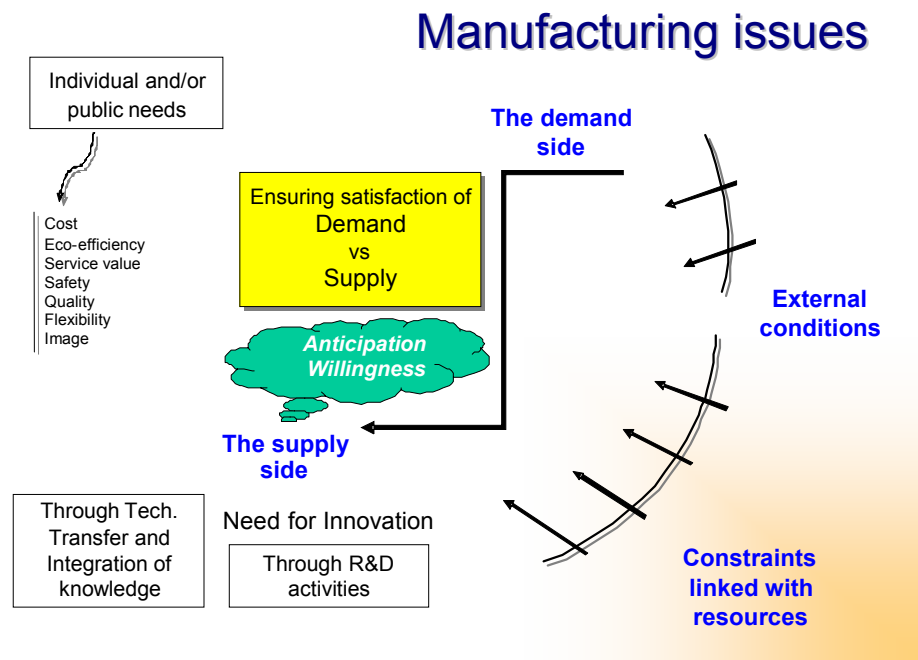 Manufacturing issues
Individual and/or
public needs
Cost
Eco-efficiency
Service value
Safety
Quality
Flexibility
Image
Ensuring satisfaction of
Demand
vs
Supply
Anticipation
Willingness
The demand
side
External
conditions
The supply
side
Through Tech.
Transfer and
Integration of
knowledge
Need for Innovation
Through R&D
activities
Constraints
linked with
resources